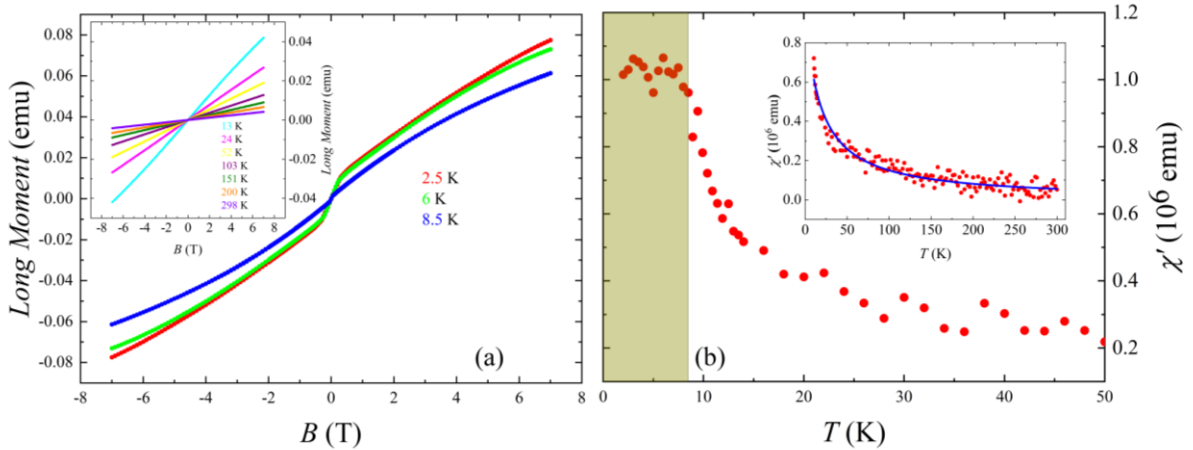 0.08
0.06
0.04
0.02
0.00
-0.02
-0.04
-0.06
-0.08
Long Moment (emu)
-8 -6 -4 -2 0 2 4 6 8
B (T)
0.04
0.02
0.00
-0.02
-0.04
Long Moment (emu)
13 K
24 K
53 K
103 K
151 K
200 K
298 K
-8 -6 -4 -2 0 2 4 6 8
B (T)
2.5 K
6 K
8.5 K
(a)
(b)
0.8
0.6
0.4
0.2
0.0
χ′ (10⁶ emu)
0 50 100 150 200 250 300
T (K)
0 10 20 30 40 50
T (K)
1.2
1.0
0.8
0.6
0.4
0.2
χ′ (10⁶ emu)